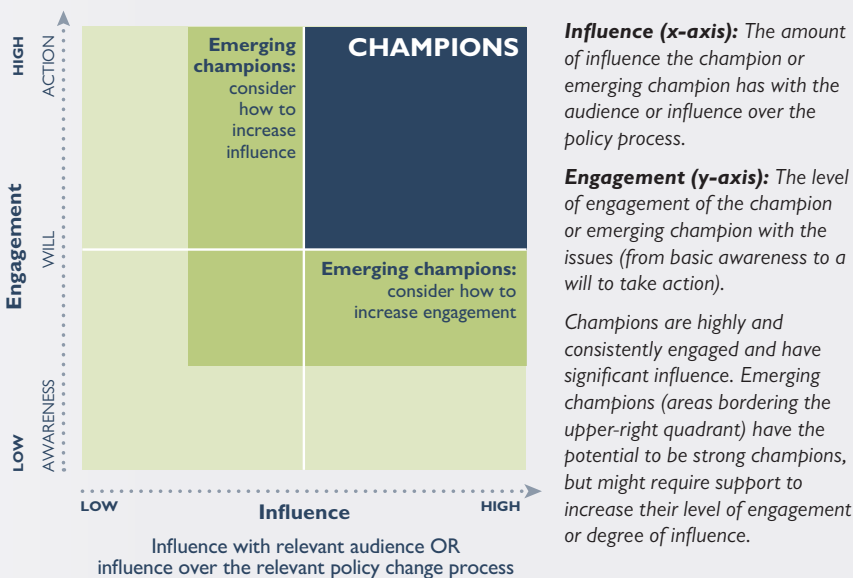 HIGH
ACTION
WILL
Engagement
AWARENESS
LOW
Emerging
champions:
consider
how to
increase
influence
CHAMPIONS
Emerging champions:
consider how to
increase engagement
LOW
Influence
HIGH
Influence with relevant audience OR
influence over the relevant policy change process
Influence (x-axis): The amount
of influence the champion or
emerging champion has with the
audience or influence over the
policy process.
Engagement (y-axis): The level
of engagement of the champion
or emerging champion with the
issues (from basic awareness to a
will to take action).
Champions are highly and
consistently engaged and have
significant influence. Emerging
champions (areas bordering the
upper-right quadrant) have the
potential to be strong champions,
but might require support to
increase their level of engagement
or degree of influence.